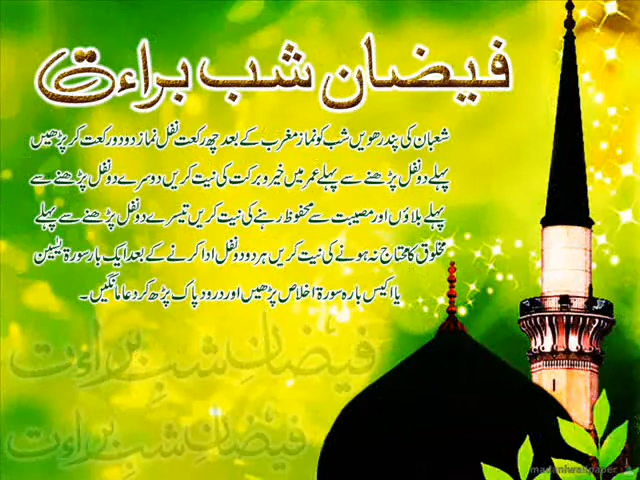 فیضان شب براءت
شعبان کی پندرھویں شب کو نماز مغرب کے بعد چھ رکعت نفل نماز دو دو رکعت کر پڑھیں
پہلے دو نفل پڑھنے سے پہلے عمر میں خیر و برکت کی نیت کریں دوسرے دو نفل پڑھنے سے
پہلے بلاؤں اور مصیبت سے محفوظ رہنے کی نیت کریں تیسرے دو نفل پڑھنے سے پہلے
مخلوق کا محتاج نہ ہونے کی نیت کریں ہر دو دو نفل ادا کرنے کے بعد ایک بار سورۃ یٰسین
یا اکیس بارہ سورۃ اخلاص پڑھیں اور درود پاک پڑھ کر دعا مانگیں ۔
فیضانِ شبِ براءت
فیضانِ شبِ براءت